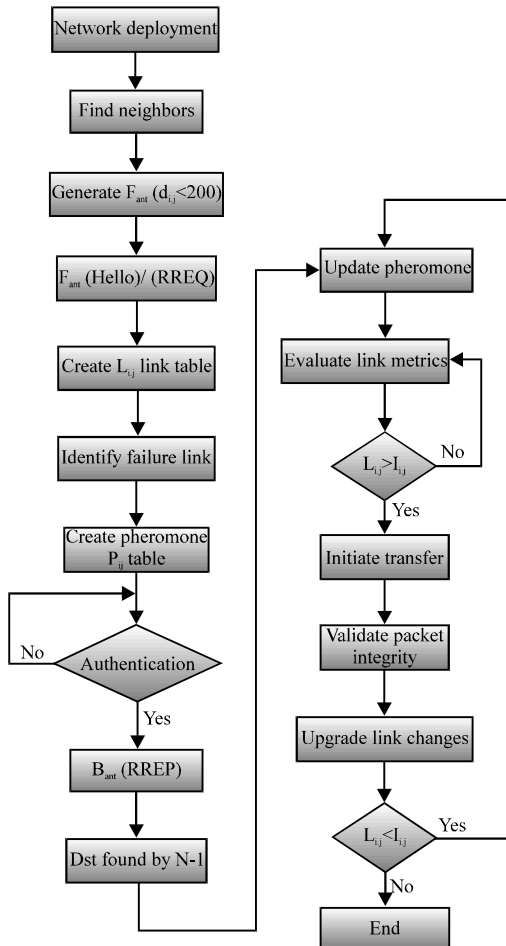 Network deployment
Find neighbors
Generate F_ant (d_i,j<200)
F_ant (Hello)/ (RREQ)
Create L_i,j link table
Identify failure link
Create pheromone
P_ij table
Authentication
No
Yes
B_ant (RREP)
Dst found by N-1
Update pheromone
Evaluate link metrics
L_i,j>I_i,j
No
Yes
Initiate transfer
Validate packet
integrity
Upgrade link changes
L_i,j<I_i,j
Yes
No
End